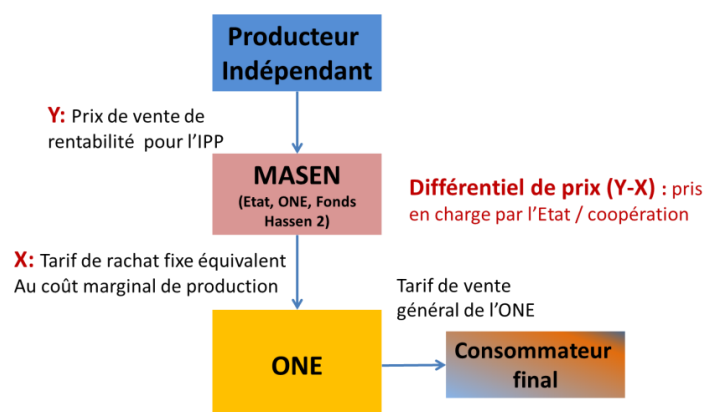 Producteur
Indépendant
Y: Prix de vente de
rentabilité pour l'IPP
MASEN
(Etat, ONE, Fonds
Hassen 2)
Différentiel de prix (Y-X) : pris
en charge par l'Etat / coopération
X: Tarif de rachat fixe équivalent
Au coût marginal de production
Tarif de vente
général de l'ONE
ONE
Consommateur
final